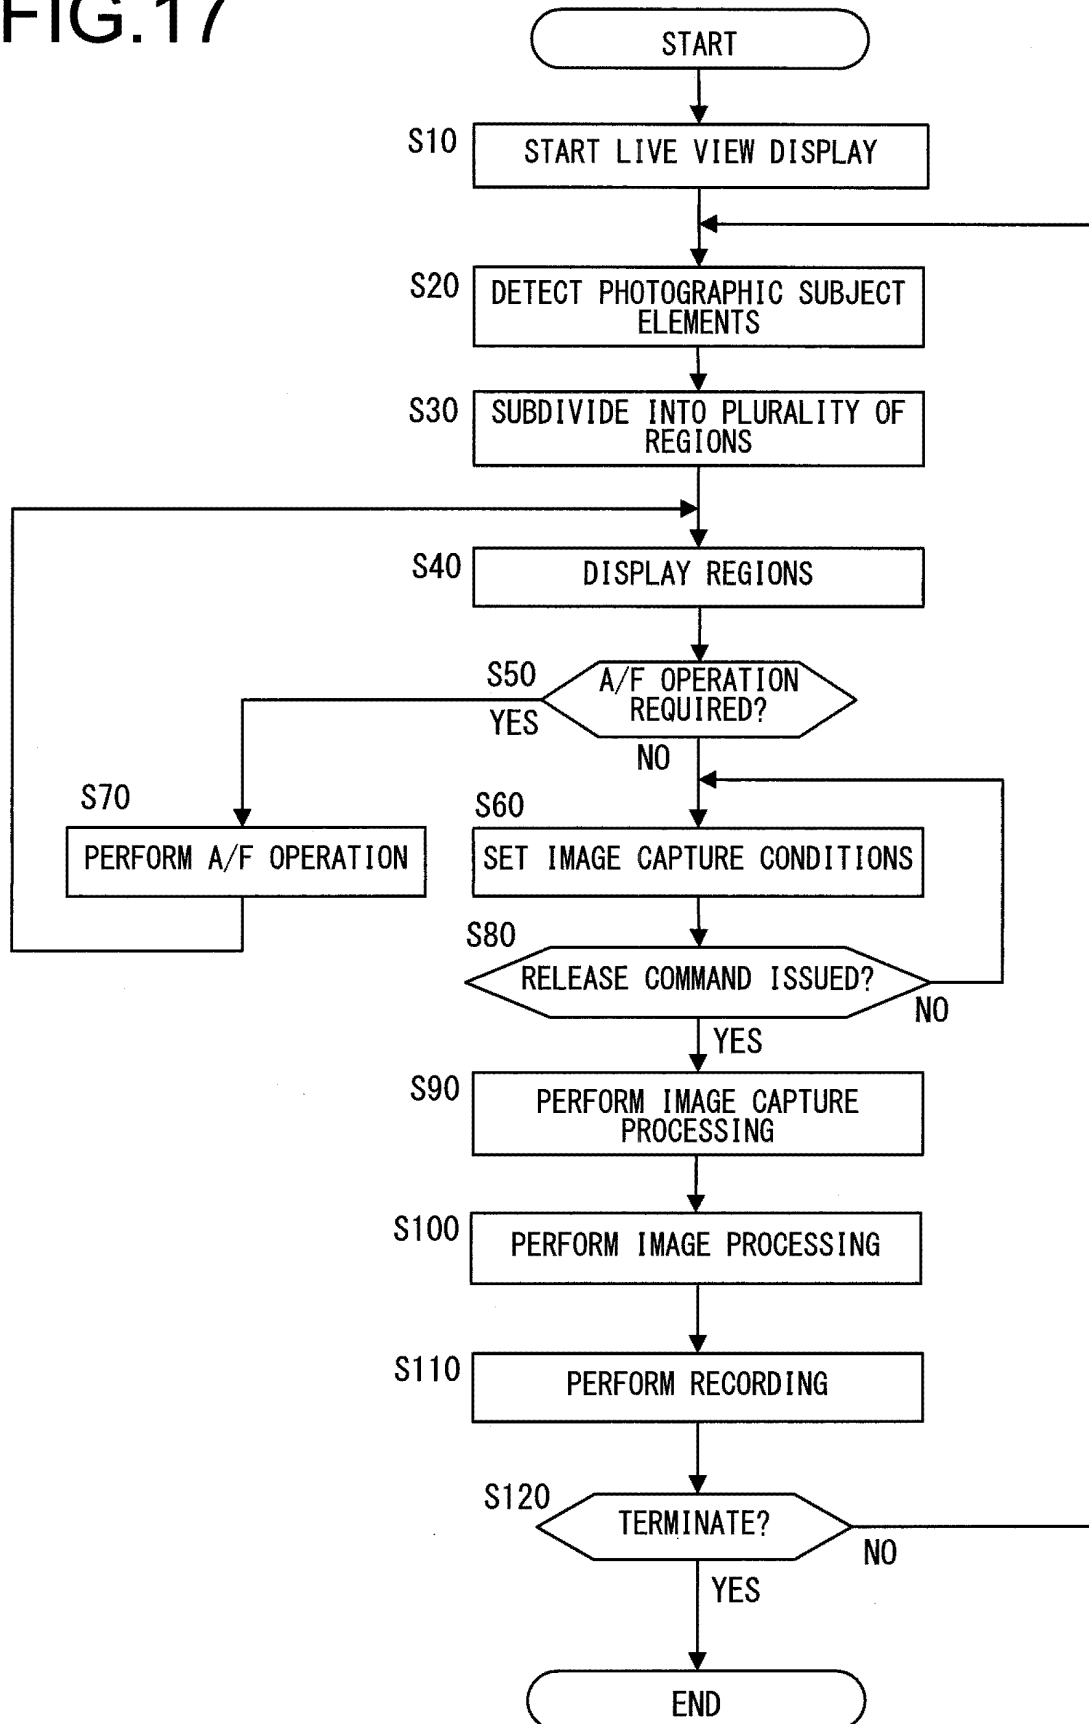 FIG.17
START
S10
START LIVE VIEW DISPLAY
S20
DETECT PHOTOGRAPHIC SUBJECT
ELEMENTS
S30
SUBDIVIDE INTO PLURALITY OF
REGIONS
S40
DISPLAY REGIONS
S50
A/F OPERATION
REQUIRED?
YES
NO
S70
PERFORM A/F OPERATION
S60
SET IMAGE CAPTURE CONDITIONS
S80
RELEASE COMMAND ISSUED?
NO
YES
S90
PERFORM IMAGE CAPTURE
PROCESSING
S100
PERFORM IMAGE PROCESSING
S110
PERFORM RECORDING
S120
TERMINATE?
NO
YES
END